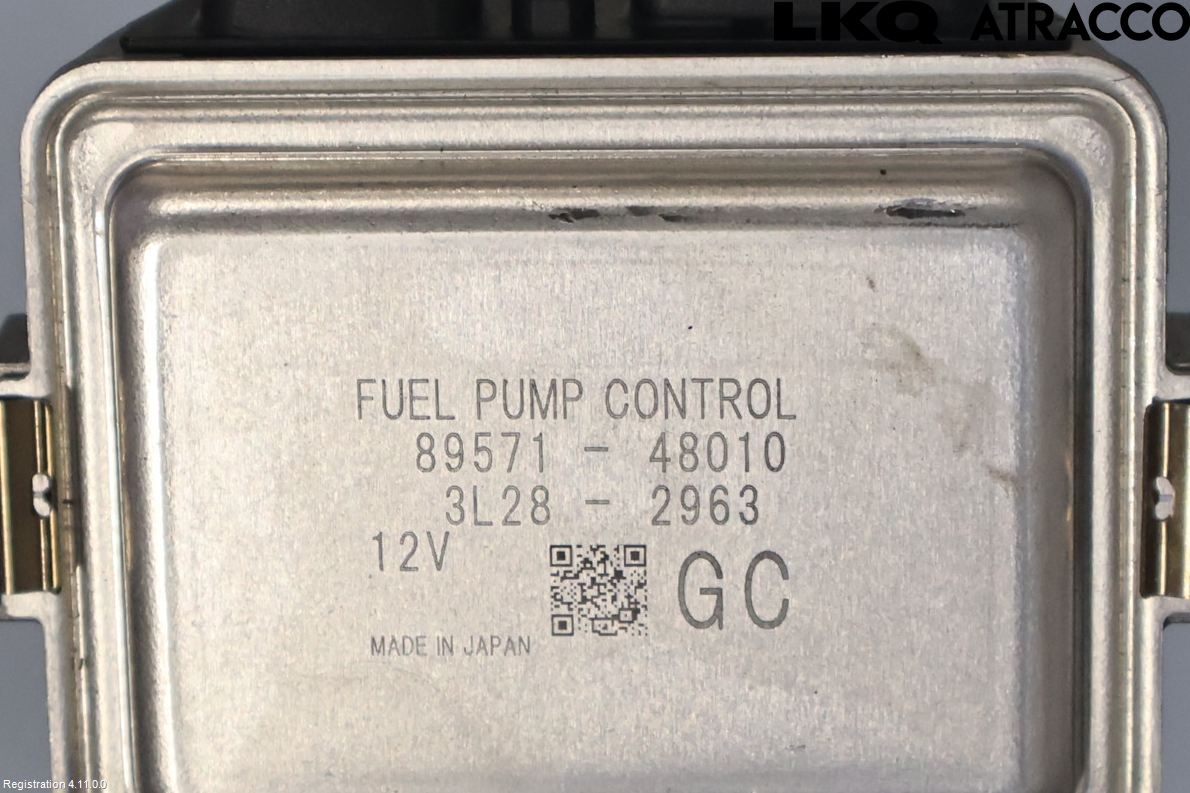 LKQ ATRACCO
FUEL PUMP CONTROL
89571 - 48010
3L28 - 2963
12V
GC
MADE IN JAPAN
Registration 4.11.0.0